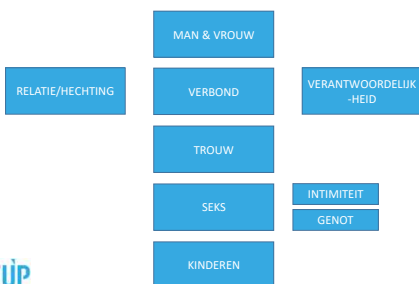 MAN & VROUW
RELATIE/HECHTING
VERBOND
VERANTWOORDELIJK
-HEID
TROUW
SEKS
INTIMITEIT
GENOT
KINDEREN